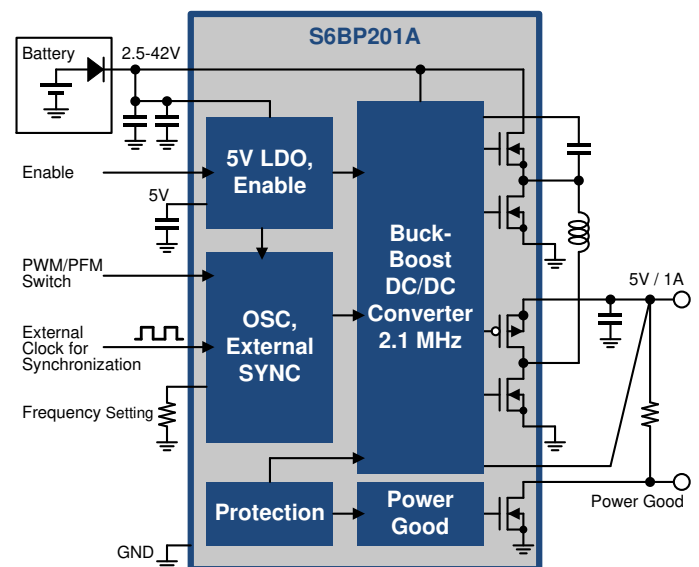 S6BP201A
Battery
2.5-42V
5V LDO,
Enable
Enable
5V
PWM/PFM
Switch
External
Clock for
Synchronization
OSC,
External
SYNC
Frequency Setting
Buck-
Boost
DC/DC
Converter
2.1 MHz
5V / 1A
Protection
Power
Good
Power Good
GND